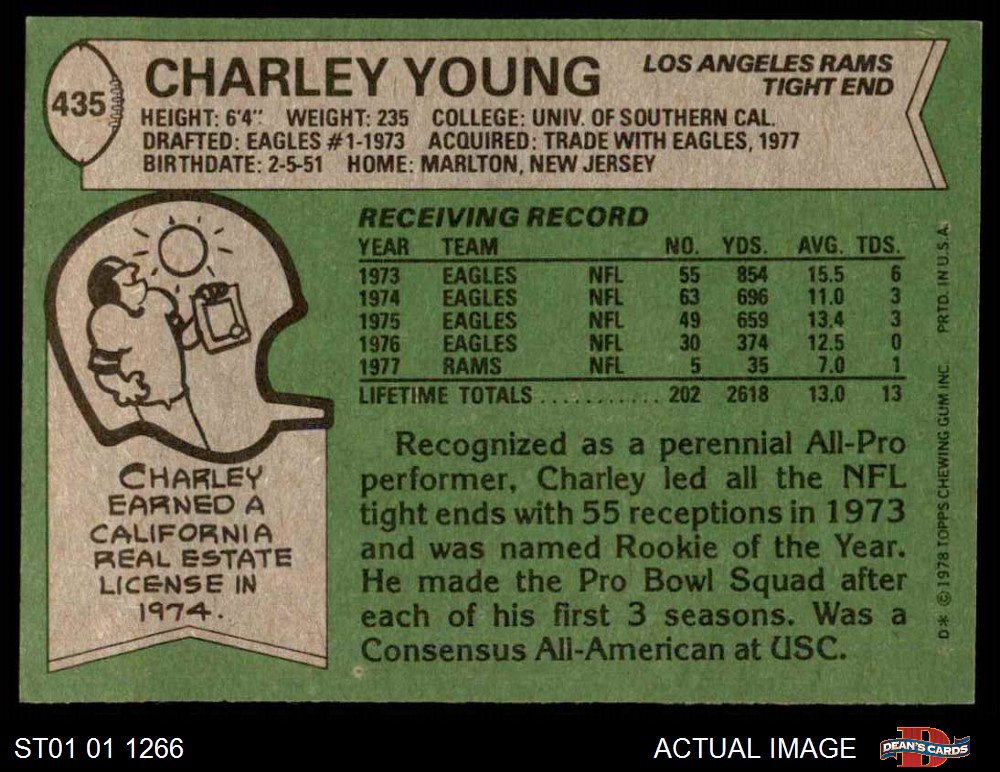 435
CHARLEY YOUNG
LOS ANGELES RAMS
TIGHT END
HEIGHT: 6'4" WEIGHT: 235 COLLEGE: UNIV. OF SOUTHERN CAL.
DRAFTED: EAGLES #1-1973 ACQUIRED: TRADE WITH EAGLES, 1977
BIRTHDATE: 2-5-51 HOME: MARLTON, NEW JERSEY
RECEIVING RECORD
YEAR TEAM NO. YDS. AVG. TDS.
1973 EAGLES NFL 55 854 15.5 6
1974 EAGLES NFL 63 696 11.0 3
1975 EAGLES NFL 49 659 13.4 3
1976 EAGLES NFL 30 374 12.5 0
1977 RAMS NFL 5 35 7.0 1
LIFETIME TOTALS ........... 202 2618 13.0 13
CHARLEY
EARNED A
CALIFORNIA
REAL ESTATE
LICENSE IN
1974.
Recognized as a perennial All-Pro
performer, Charley led all the NFL
tight ends with 55 receptions in 1973
and was named Rookie of the Year.
He made the Pro Bowl Squad after
each of his first 3 seasons. Was a
Consensus All-American at USC.
D* © 1978 TOPPS CHEWING GUM INC. PRTD. IN U.S.A.
ST01 01 1266
ACTUAL IMAGE
D
DEAN'S CARDS